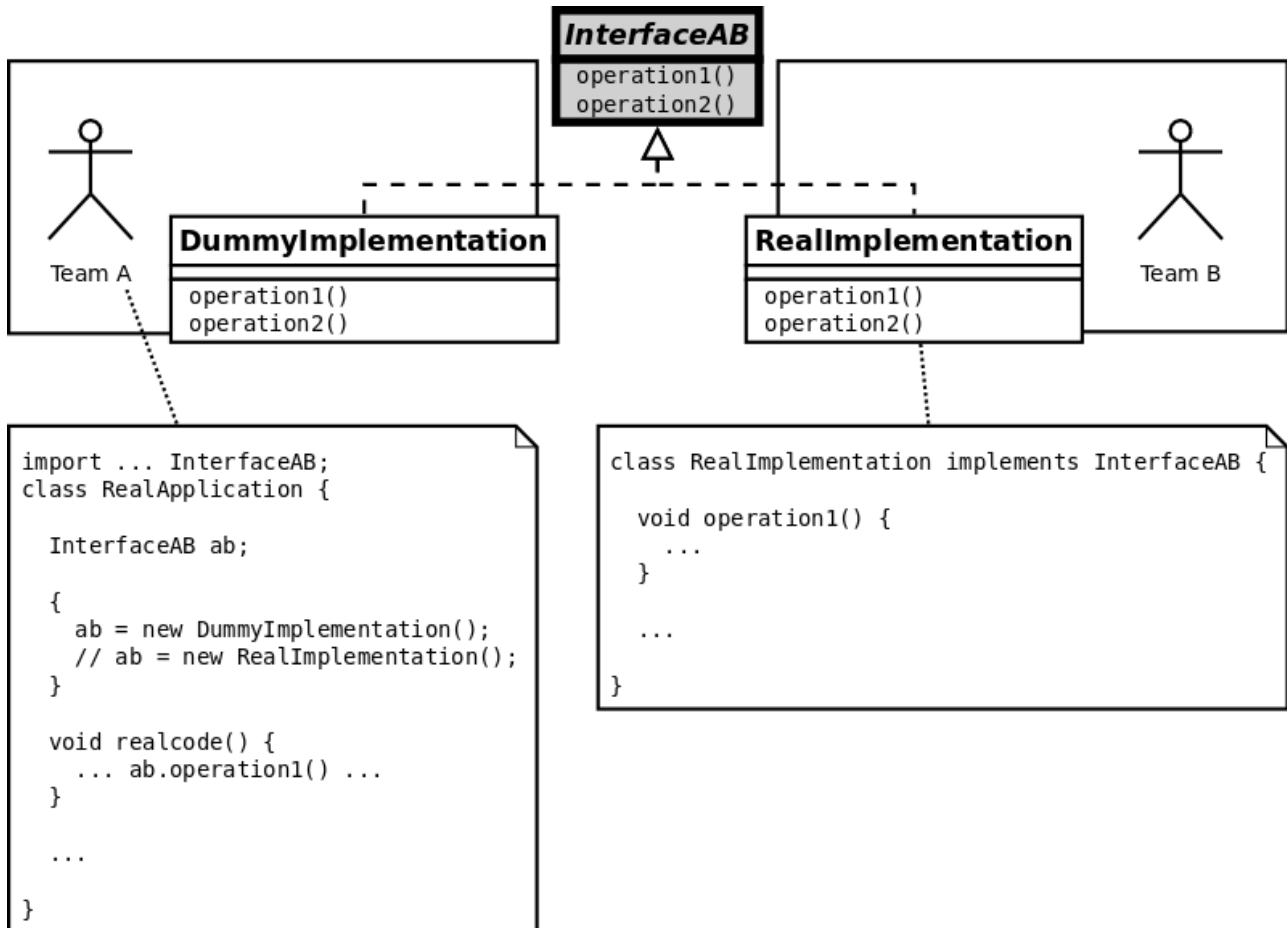 InterfaceAB
operation1()
operation2()
Team A
DummyImplementation
operation1()
operation2()
RealImplementation
operation1()
operation2()
Team B
import ... InterfaceAB;
class RealApplication {
InterfaceAB ab;
{
ab = new DummyImplementation();
// ab = new RealImplementation();
}
void realcode() {
... ab.operation1() ...
}
...
}
class RealImplementation implements InterfaceAB {
void operation1() {
...
}
...
}